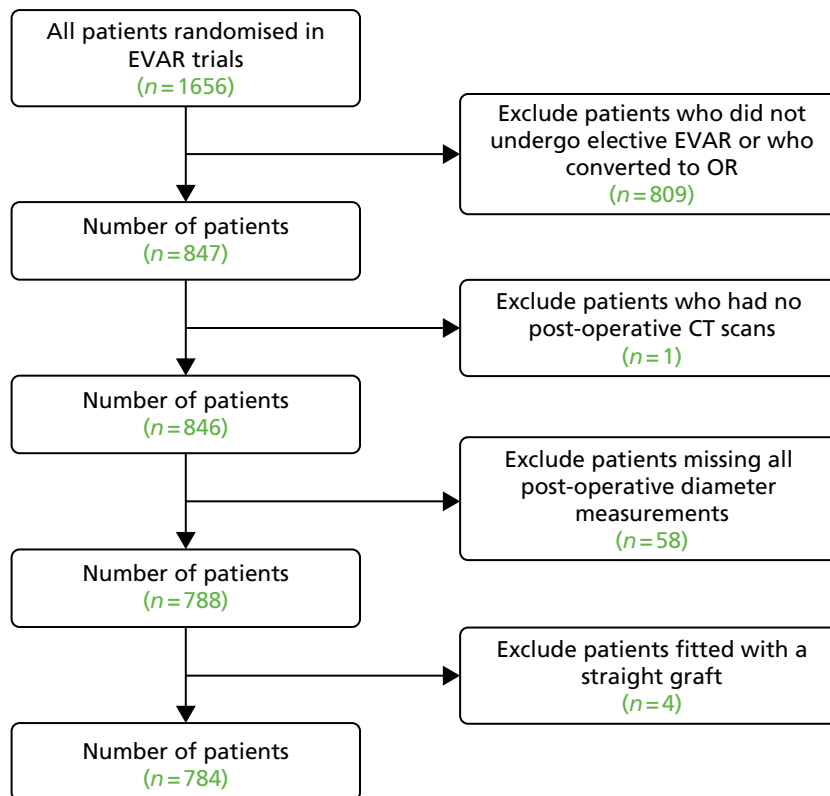 All patients randomised in
EVAR trials
(n=1656)
Exclude patients who did not
undergo elective EVAR or who
converted to OR
(n=809)
Number of patients
(n=847)
Exclude patients who had no
post-operative CT scans
(n=1)
Number of patients
(n=846)
Exclude patients missing all
post-operative diameter
measurements
(n=58)
Number of patients
(n=788)
Exclude patients fitted with a
straight graft
(n=4)
Number of patients
(n=784)